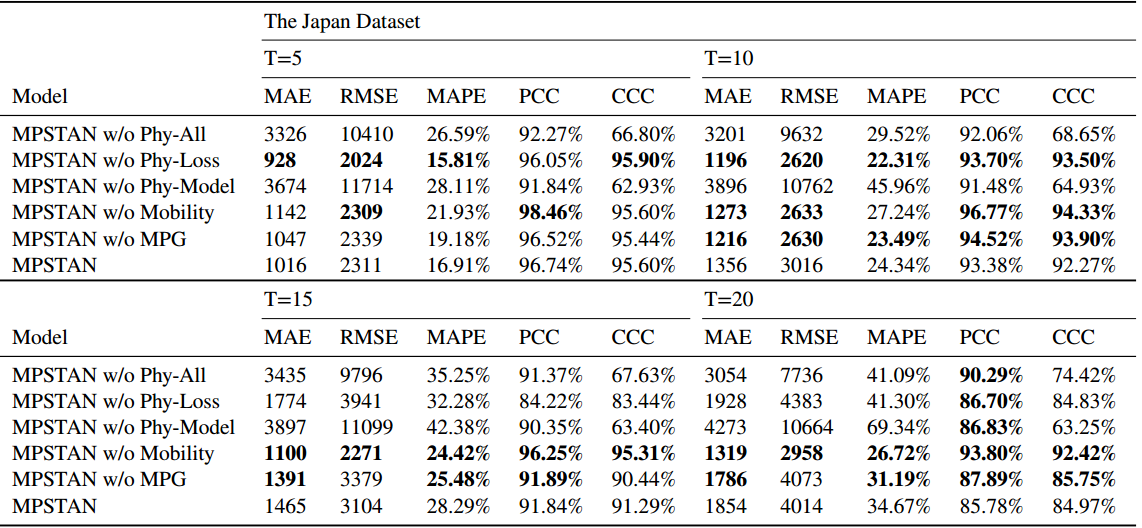 The Japan Dataset
T=5 T=10
Model MAE RMSE MAPE PCC CCC MAE RMSE MAPE PCC CCC
MPSTAN w/o Phy-All 3326 10410 26.59% 92.27% 66.80% 3201 9632 29.52% 92.06% 68.65%
MPSTAN w/o Phy-Loss 928 2024 15.81% 96.05% 95.90% 1196 2620 22.31% 93.70% 93.50%
MPSTAN w/o Phy-Model 3674 11714 28.11% 91.84% 62.93% 3896 10762 45.96% 91.48% 64.93%
MPSTAN w/o Mobility 1142 2309 21.93% 98.46% 95.60% 1273 2633 27.24% 96.77% 94.33%
MPSTAN w/o MPG 1047 2339 19.18% 96.52% 95.44% 1216 2630 23.49% 94.52% 93.90%
MPSTAN 1016 2311 16.91% 96.74% 95.60% 1356 3016 24.34% 93.38% 92.27%
T=15 T=20
Model MAE RMSE MAPE PCC CCC MAE RMSE MAPE PCC CCC
MPSTAN w/o Phy-All 3435 9796 35.25% 91.37% 67.63% 3054 7736 41.09% 90.29% 74.42%
MPSTAN w/o Phy-Loss 1774 3941 32.28% 84.22% 83.44% 1928 4383 41.30% 86.70% 84.83%
MPSTAN w/o Phy-Model 3897 11099 42.38% 90.35% 63.40% 4273 10664 69.34% 86.83% 63.25%
MPSTAN w/o Mobility 1100 2271 24.42% 96.25% 95.31% 1319 2958 26.72% 93.80% 92.42%
MPSTAN w/o MPG 1391 3379 25.48% 91.89% 90.44% 1786 4073 31.19% 87.89% 85.75%
MPSTAN 1465 3104 28.29% 91.84% 91.29% 1854 4014 34.67% 85.78% 84.97%